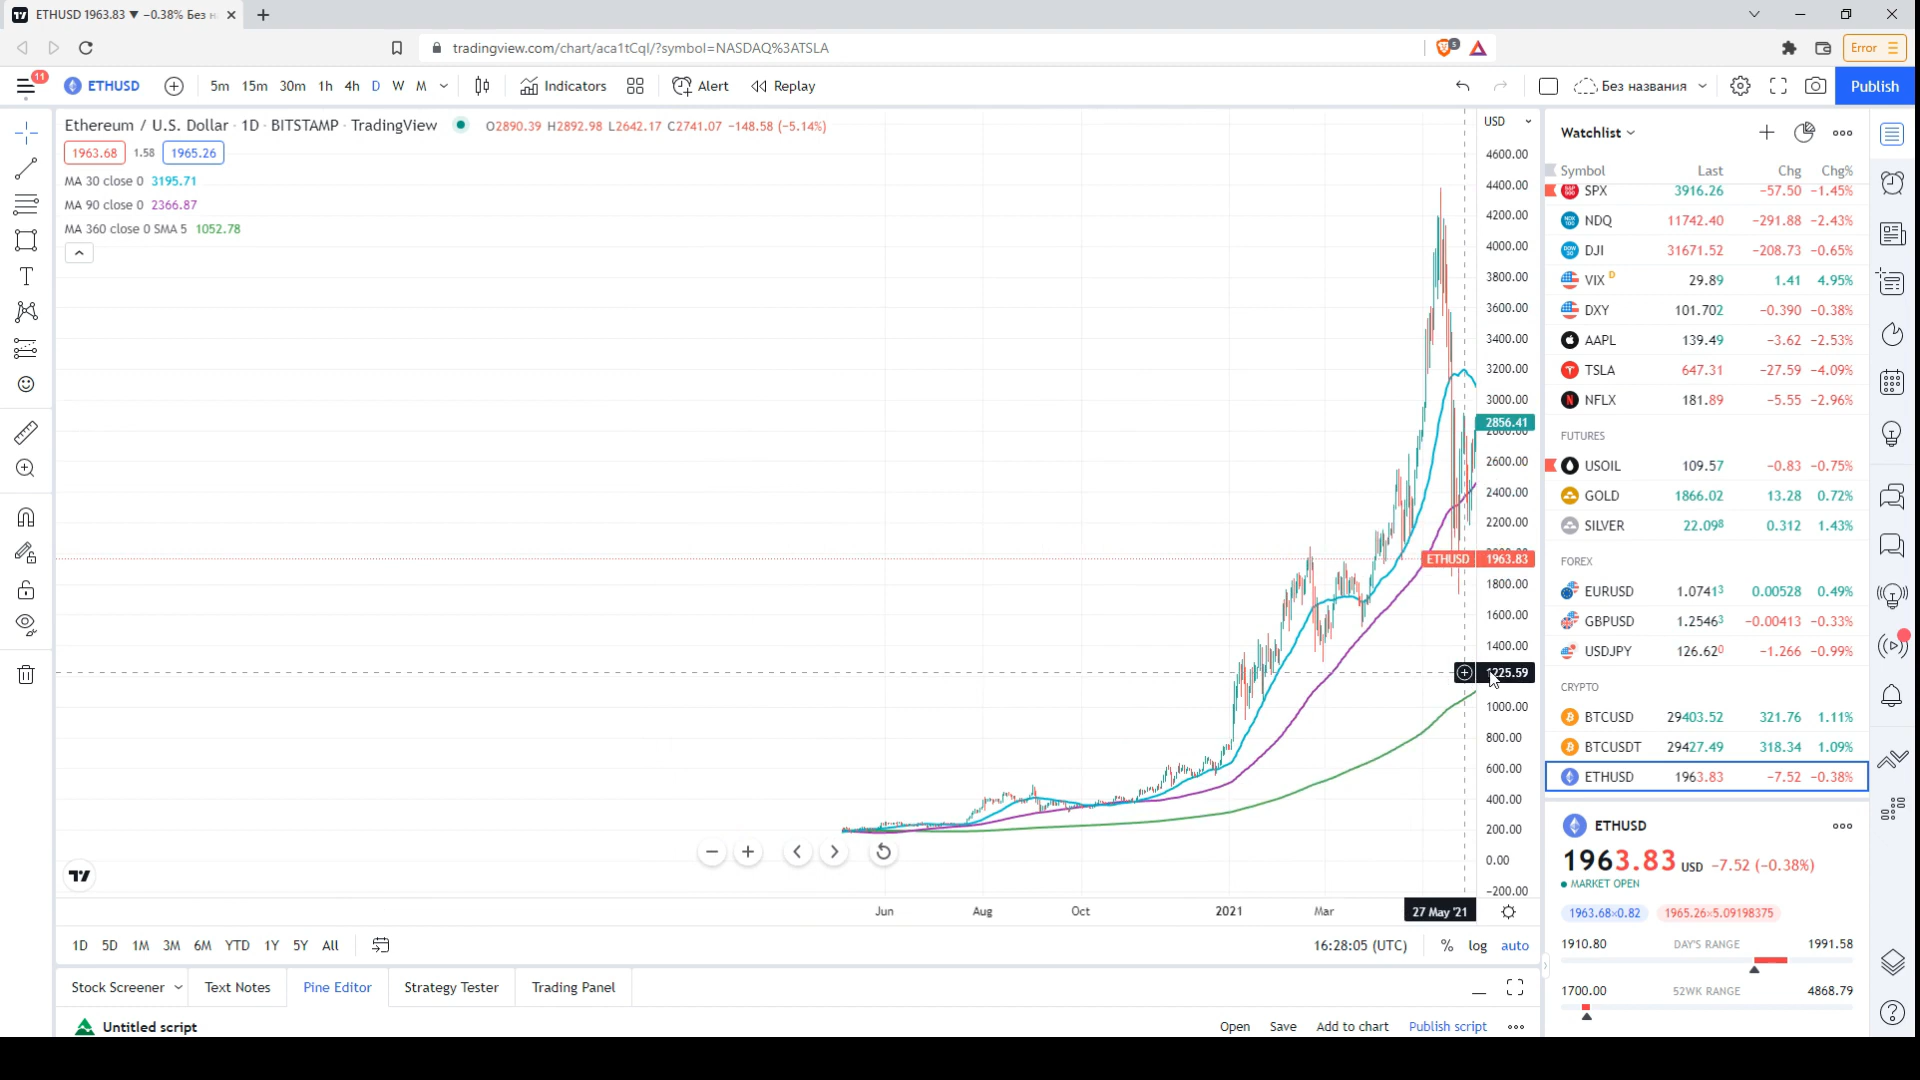 ETHUSD 1963.83 ▼ −0.38% Без н
tradingview.com/chart/aca1tCql/?symbol=NASDAQ%3ATSLA
5
Error
11
ETHUSD
5m 15m 30m 1h 4h D W M
Indicators
Alert
Replay
Без названия
Publish
Ethereum / U.S. Dollar · 1D · BITSTAMP · TradingView
O2890.39 H2892.98 L2642.17 C2741.07 −148.58 (−5.14%)
1963.68 1.58 1965.26
MA 30 close 0 3195.71
MA 90 close 0 2366.87
MA 360 close 0 SMA 5 1052.78
USD
4600.00
4400.00
4200.00
4000.00
3800.00
3600.00
3400.00
3200.00
3000.00
2856.41
2600.00
2400.00
2200.00
ETHUSD 1963.83
1800.00
1600.00
1400.00
1000.00
800.00
600.00
400.00
200.00
0.00
−200.00
Jun Aug Oct 2021 Mar 27 May '21
1D 5D 1M 3M 6M YTD 1Y 5Y All
16:28:05 (UTC) % log auto
Stock Screener Text Notes Pine Editor Strategy Tester Trading Panel
Untitled script
Open Save Add to chart Publish script
Watchlist
Symbol Last Chg Chg%
SPX 3916.26 −57.50 −1.45%
NDQ 11742.40 −291.88 −2.43%
DJI 31671.52 −208.73 −0.65%
VIX D 29.89 1.41 4.95%
DXY 101.702 −0.390 −0.38%
AAPL 139.49 −3.62 −2.53%
TSLA 647.31 −27.59 −4.09%
NFLX 181.89 −5.55 −2.96%
FUTURES
USOIL 109.57 −0.83 −0.75%
GOLD 1866.02 13.28 0.72%
SILVER 22.098 0.312 1.43%
FOREX
EURUSD 1.07413 0.00528 0.49%
GBPUSD 1.25463 −0.00413 −0.33%
USDJPY 126.620 −1.266 −0.99%
CRYPTO
BTCUSD 29403.52 321.76 1.11%
BTCUSDT 29427.49 318.34 1.09%
ETHUSD 1963.83 −7.52 −0.38%
ETHUSD
1963.83 USD −7.52 (−0.38%)
MARKET OPEN
1963.68×0.82 1965.26×5.09198375
1910.80 DAY'S RANGE 1991.58
1700.00 52WK RANGE 4868.79